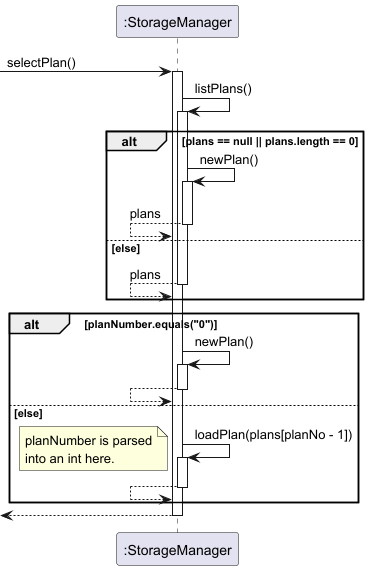 :StorageManager
selectPlan()
listPlans()
alt [plans == null || plans.length == 0]
newPlan()
plans
[else]
plans
alt [planNumber.equals("0")]
newPlan()
[else]
planNumber is parsed
into an int here.
loadPlan(plans[planNo - 1])
:StorageManager